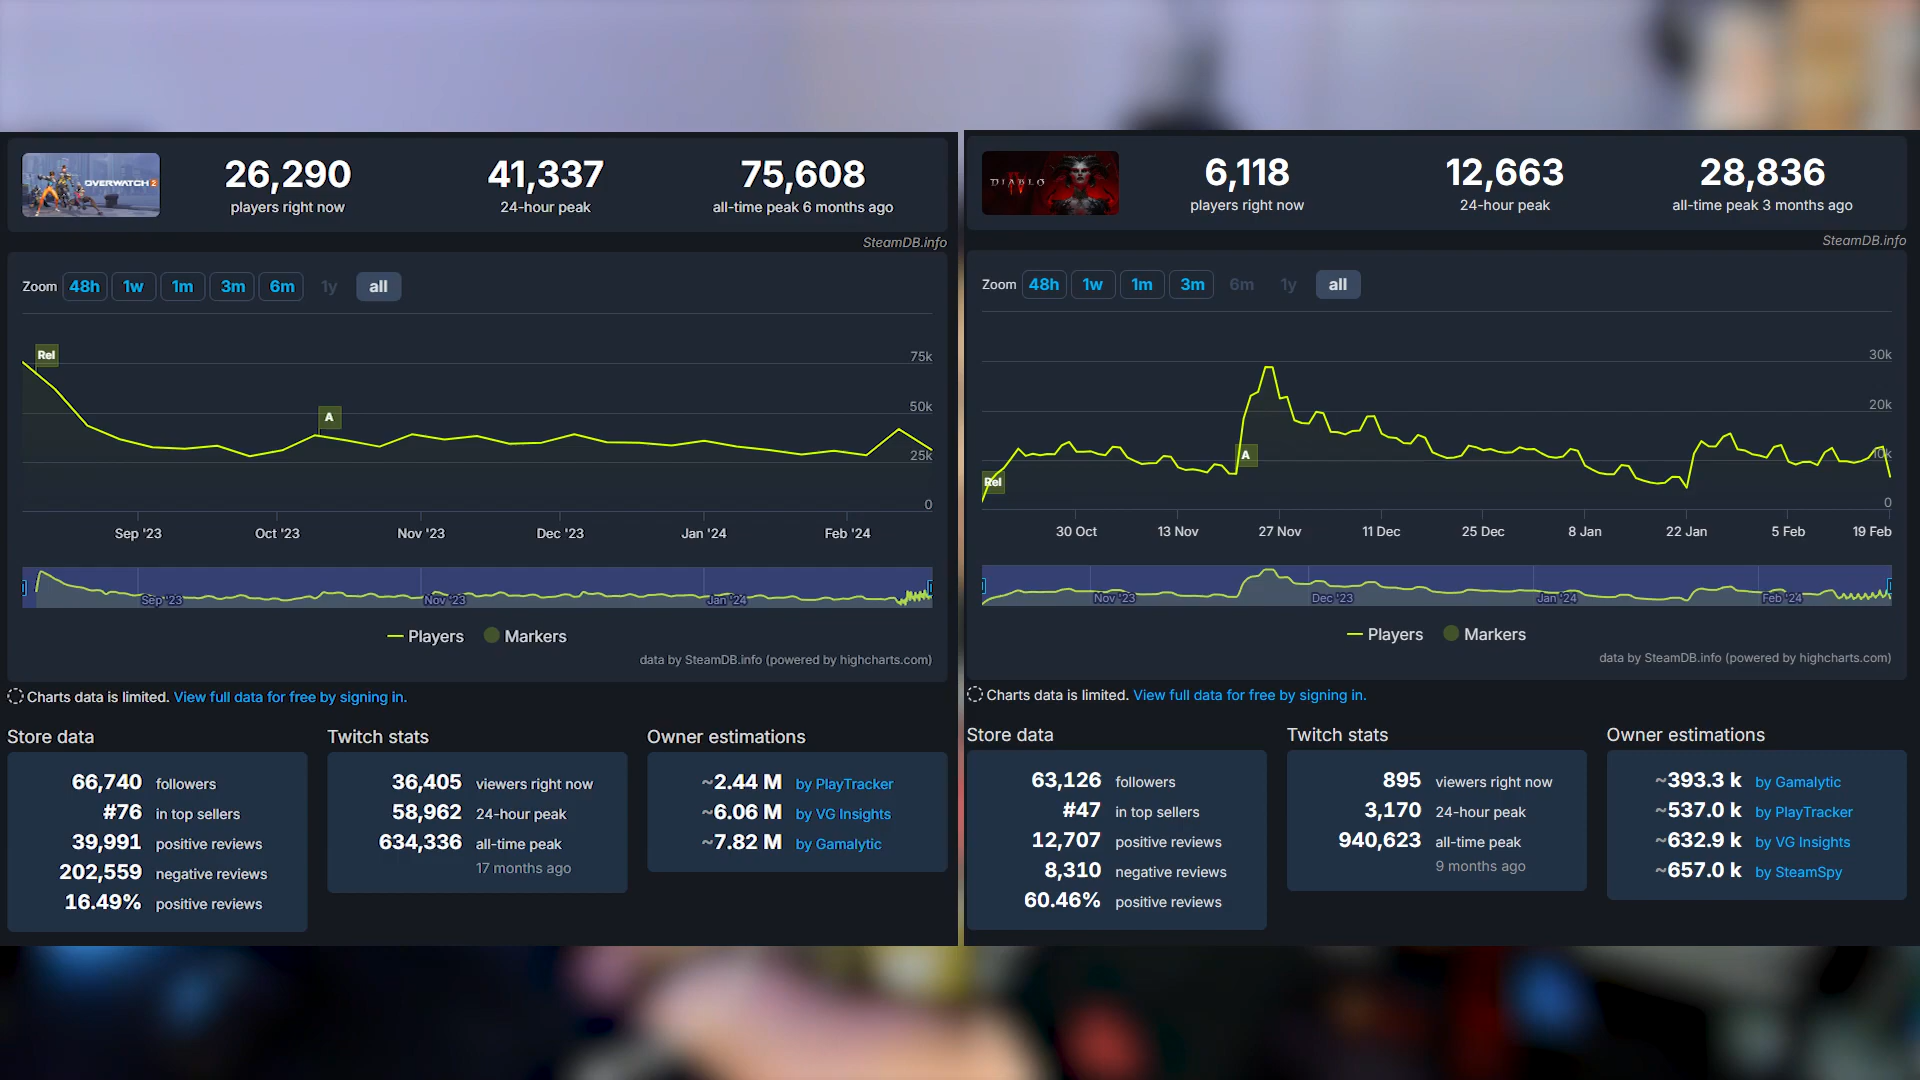 OVERWATCH 2
26,290
players right now
41,337
24-hour peak
75,608
all-time peak 6 months ago
SteamDB.info
Zoom 48h 1w 1m 3m 6m 1y all
Rel
A
75k
50k
25k
0
Sep '23 Oct '23 Nov '23 Dec '23 Jan '24 Feb '24
Sep '23 Nov '23 Jan '24
Players Markers
data by SteamDB.info (powered by highcharts.com)
Charts data is limited. View full data for free by signing in.
Store data
66,740 followers
#76 in top sellers
39,991 positive reviews
202,559 negative reviews
16.49% positive reviews
Twitch stats
36,405 viewers right now
58,962 24-hour peak
634,336 all-time peak
17 months ago
Owner estimations
~2.44 M by PlayTracker
~6.06 M by VG Insights
~7.82 M by Gamalytic
DIABLO IV
6,118
players right now
12,663
24-hour peak
28,836
all-time peak 3 months ago
SteamDB.info
Zoom 48h 1w 1m 3m 6m 1y all
Rel
A
30k
20k
10k
0
30 Oct 13 Nov 27 Nov 11 Dec 25 Dec 8 Jan 22 Jan 5 Feb 19 Feb
Nov '23 Dec '23 Jan '24 Feb '24
Players Markers
data by SteamDB.info (powered by highcharts.com)
Charts data is limited. View full data for free by signing in.
Store data
63,126 followers
#47 in top sellers
12,707 positive reviews
8,310 negative reviews
60.46% positive reviews
Twitch stats
895 viewers right now
3,170 24-hour peak
940,623 all-time peak
9 months ago
Owner estimations
~393.3 k by Gamalytic
~537.0 k by PlayTracker
~632.9 k by VG Insights
~657.0 k by SteamSpy